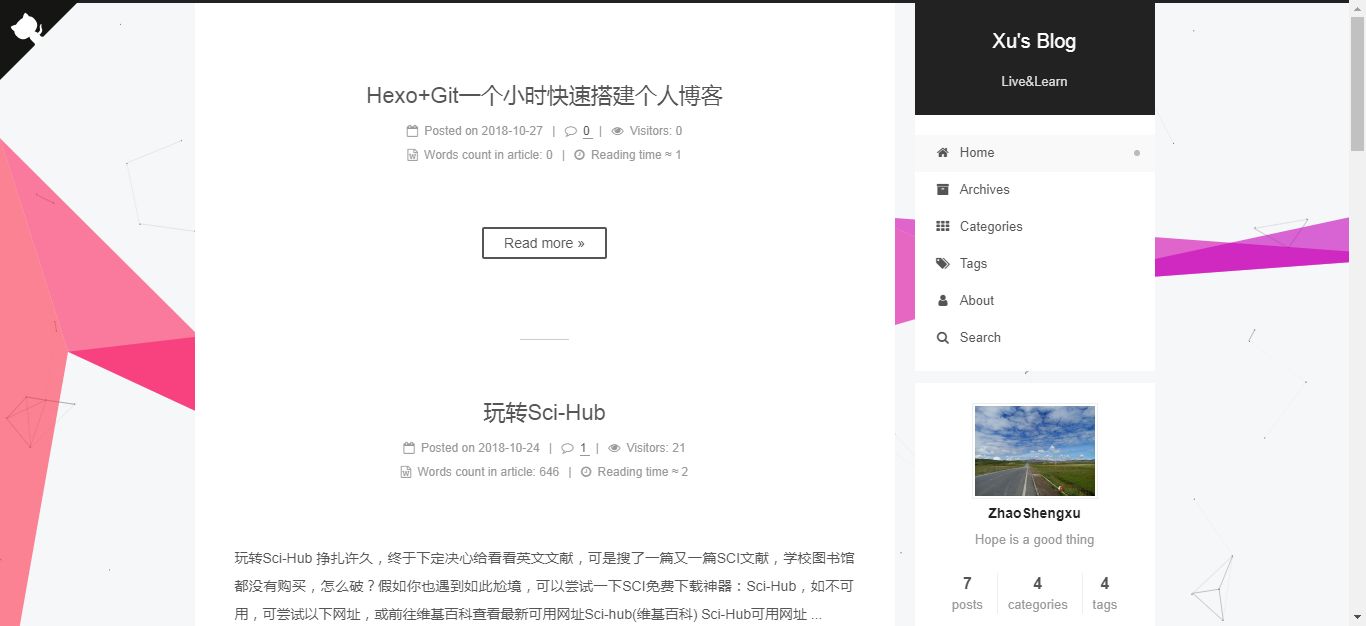 Hexo+Git一个小时快速搭建个人博客
Posted on 2018-10-27 | 0 | Visitors: 0
Words count in article: 0 | Reading time ≈ 1
Read more »
玩转Sci-Hub
Posted on 2018-10-24 | 1 | Visitors: 21
Words count in article: 646 | Reading time ≈ 2
玩转Sci-Hub 挣扎许久，终于下定决心给看看英文文献，可是搜了一篇又一篇SCI文献，学校图书馆
都没有购买，怎么破？假如你也遇到如此尬境，可以尝试一下SCI免费下载神器：Sci-Hub，如不可
用，可尝试以下网址，或前往维基百科查看最新可用网址Sci-hub(维基百科) Sci-Hub可用网址 ...
Xu's Blog
Live&Learn
Home
Archives
Categories
Tags
About
Search
ZhaoShengxu
Hope is a good thing
7 4 4
posts categories tags